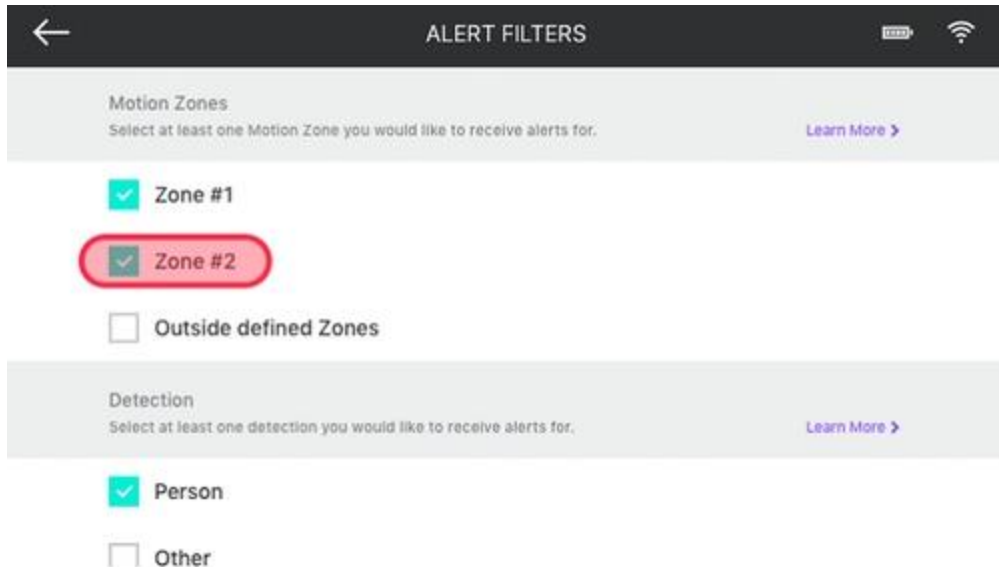 ALERT FILTERS
Motion Zones
Select at least one Motion Zone you would like to receive alerts for.
Learn More >
Zone #1
Zone #2
Outside defined Zones
Detection
Select at least one detection you would like to receive alerts for.
Learn More >
Person
Other